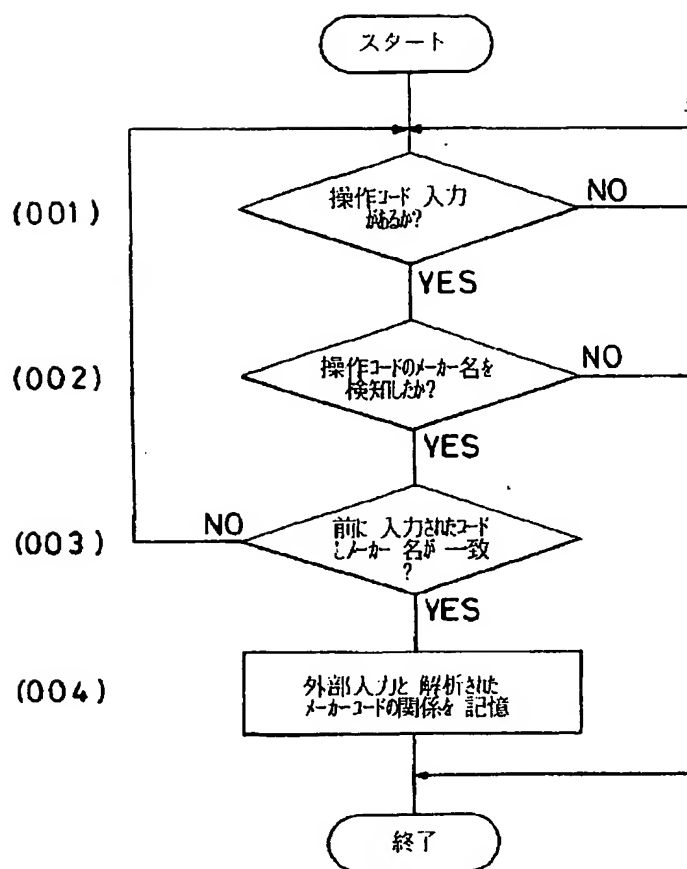 スタート
(001)
操作コード 入力
があるか?
NO
YES
(002)
操作コードのメーカー名を
検知したか?
NO
YES
(003)
NO
前に 入力されたコード
とメーカー 名が 一致
?
YES
(004)
外部入力と 解析された
メーカーコードの関係を 記憶
終了